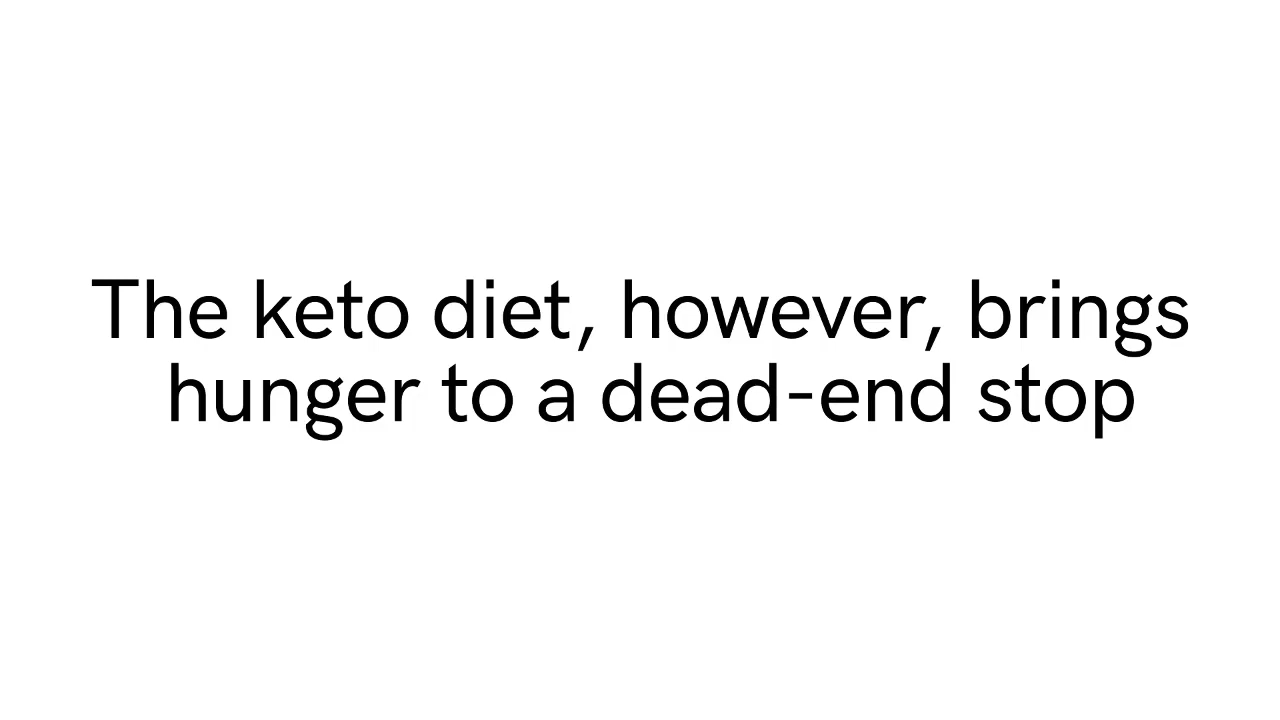 The keto diet, however, brings
hunger to a dead-end stop